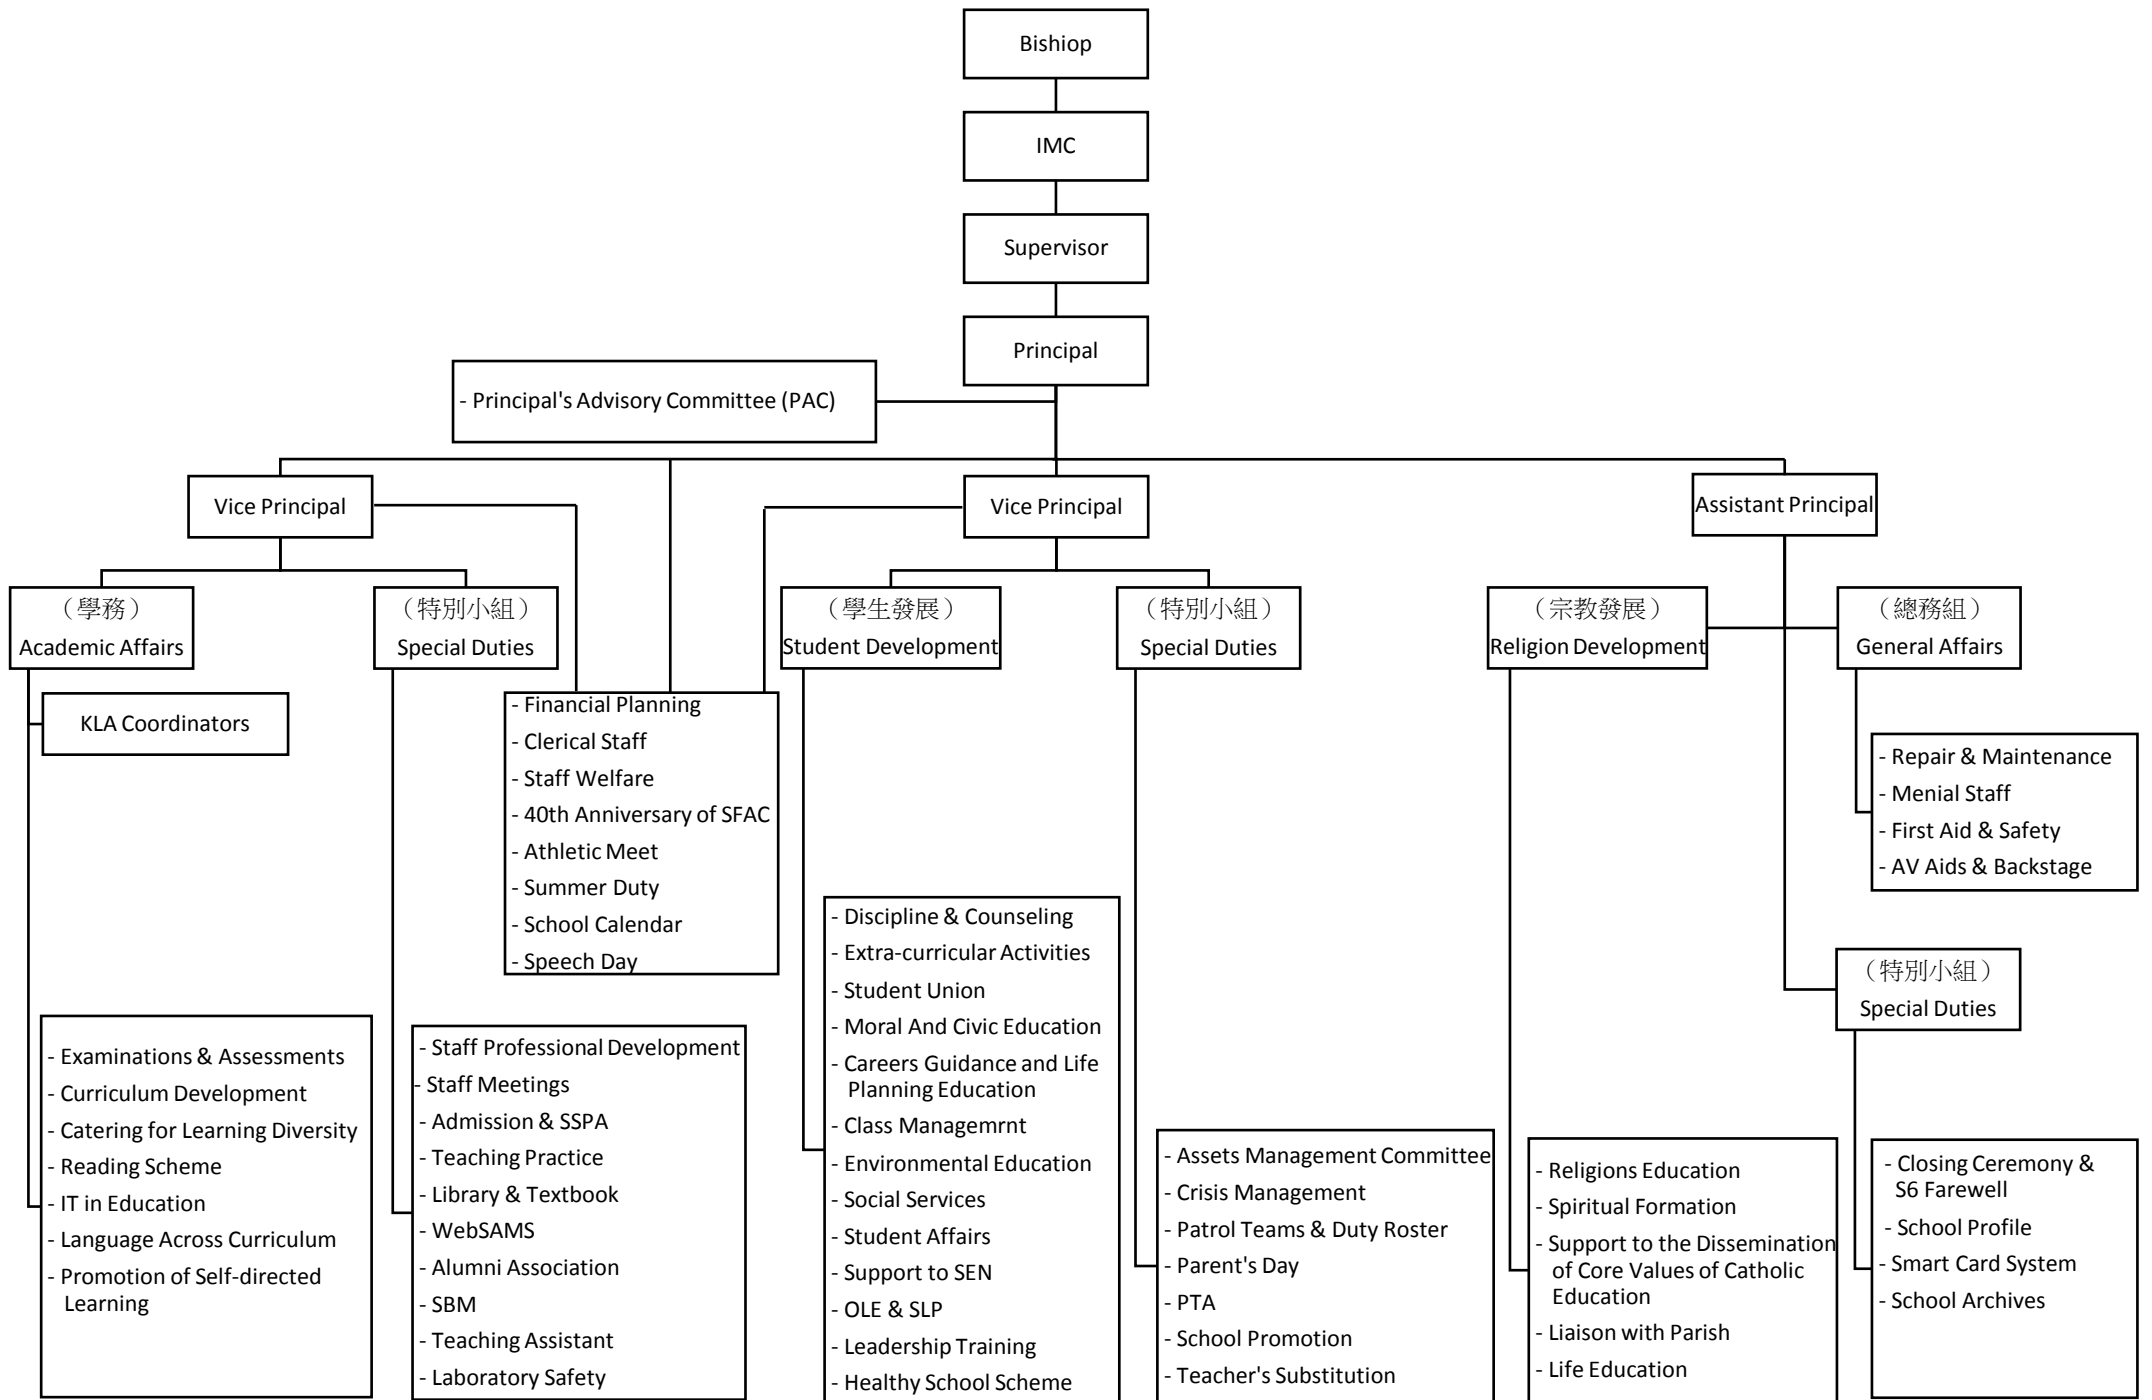 Bishiop
IMC
Supervisor
Principal
- Principal's Advisory Committee (PAC)
Vice Principal
Vice Principal
Assistant Principal
（學務）
Academic Affairs
（特別小組）
Special Duties
（學生發展）
Student Development
（特別小組）
Special Duties
（宗教發展）
Religion Development
（總務組）
General Affairs
KLA Coordinators
- Financial Planning
- Clerical Staff
- Staff Welfare
- 40th Anniversary of SFAC
- Athletic Meet
- Summer Duty
- School Calendar
- Speech Day
- Repair & Maintenance
- Menial Staff
- First Aid & Safety
- AV Aids & Backstage
（特別小組）
Special Duties
- Examinations & Assessments
- Curriculum Development
- Catering for Learning Diversity
- Reading Scheme
- IT in Education
- Language Across Curriculum
- Promotion of Self-directed
Learning
- Staff Professional Development
- Staff Meetings
- Admission & SSPA
- Teaching Practice
- Library & Textbook
- WebSAMS
- Alumni Association
- SBM
- Teaching Assistant
- Laboratory Safety
- Discipline & Counseling
- Extra-curricular Activities
- Student Union
- Moral And Civic Education
- Careers Guidance and Life
Planning Education
- Class Managemrnt
- Environmental Education
- Social Services
- Student Affairs
- Support to SEN
- OLE & SLP
- Leadership Training
- Healthy School Scheme
- Assets Management Committee
- Crisis Management
- Patrol Teams & Duty Roster
- Parent's Day
- PTA
- School Promotion
- Teacher's Substitution
- Religions Education
- Spiritual Formation
- Support to the Dissemination
of Core Values of Catholic
Education
- Liaison with Parish
- Life Education
- Closing Ceremony &
S6 Farewell
- School Profile
- Smart Card System
- School Archives